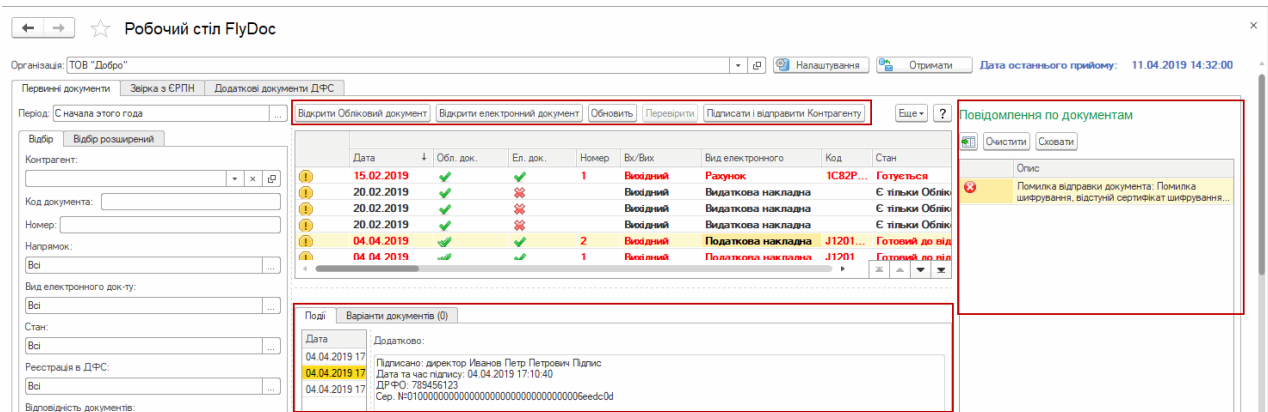 Робочий стіл FlyDoc
Організація: ТОВ "Добро"
Налаштування
Отримати
Дата останнього прийому: 11.04.2019 14:32:00
Первинні документи
Звірка з ЄРПН
Додаткові документи ДФС
Період: С начала этого года
Відкрити Обліковий документ
Відкрити електронний документ
Обновить
Перевірити
Підписати і відправити Контрагенту
Еще
?
Повідомлення по документам
Очистити
Сховати
Опис
Помилка відправки документа: Помилка
шифрування, відстуній сертифікат шифрування...
Відбір
Відбір розширений
Контрагент:
Код документа:
Номер:
Напрямок:
Всі
Вид електронного док-ту:
Всі
Стан:
Всі
Реєстрація в ДФС:
Всі
Відповідність документів:
Дата ↓ Обл. док. Ел. док. Номер Вх/Вих Вид електронного Код Стан
15.02.2019 1 Вихідний Рахунок 1C82P... Готується
20.02.2019 Вихідний Видаткова накладна Є тільки Облік
20.02.2019 Вихідний Видаткова накладна Є тільки Облік
20.02.2019 Вихідний Видаткова накладна Є тільки Облік
04.04.2019 2 Вихідний Податкова накладна J1201... Готовий до від
04.04.2019 1 Вихідний Податкова накладна J1201 Готовий до від
Події
Варіанти документів (0)
Дата
04.04.2019 17
04.04.2019 17
04.04.2019 17
Додатково:
Підписано: директор Иванов Петр Петрович Підпис
Дата та час підпису: 04.04.2019 17:10:40
ДРФО: 789456123